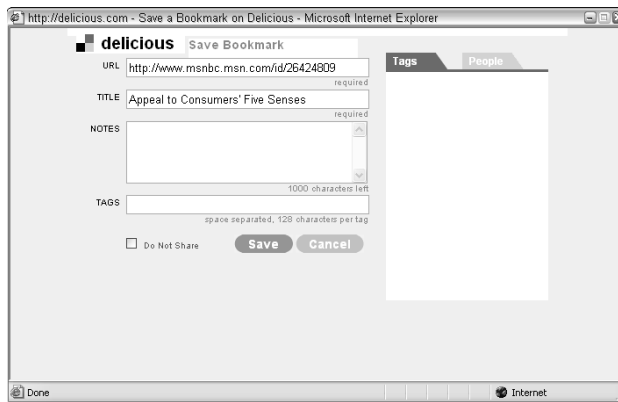 http://delicious.com - Save a Bookmark on Delicious - Microsoft Internet Explorer
delicious Save Bookmark
URL http://www.msnbc.msn.com/id/26424809
required
TITLE Appeal to Consumers' Five Senses
required
NOTES
1000 characters left
TAGS
space separated, 128 characters per tag
Do Not Share Save Cancel
Tags People
Done Internet